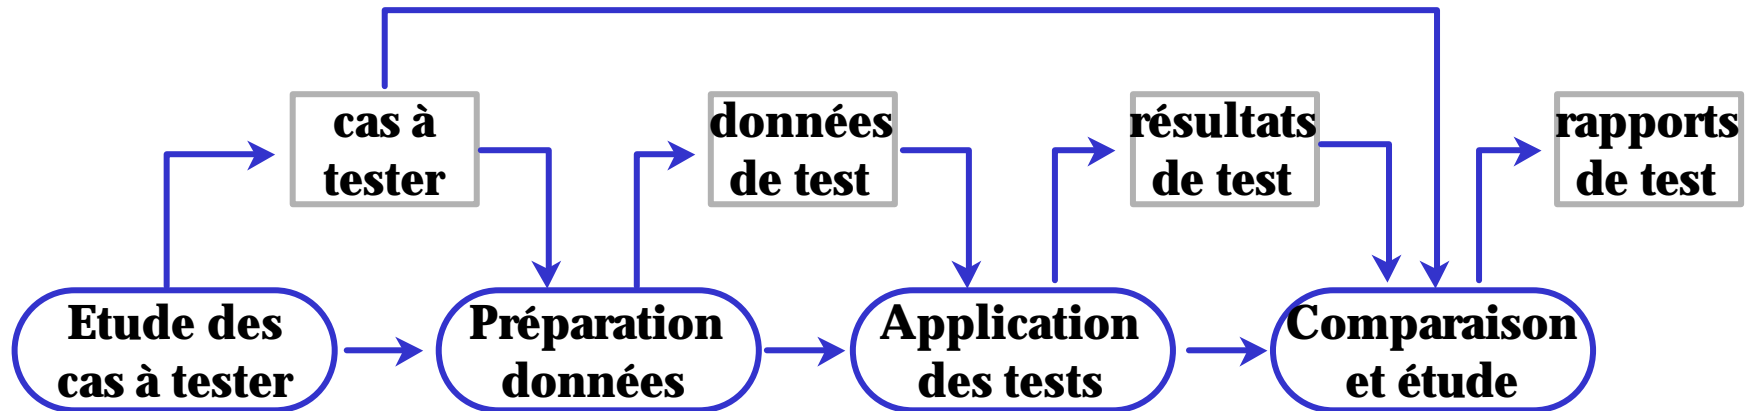 cas à
tester
données
de test
résultats
de test
rapports
de test
Etude des
cas à tester
Préparation
données
Application
des tests
Comparaison
et étude